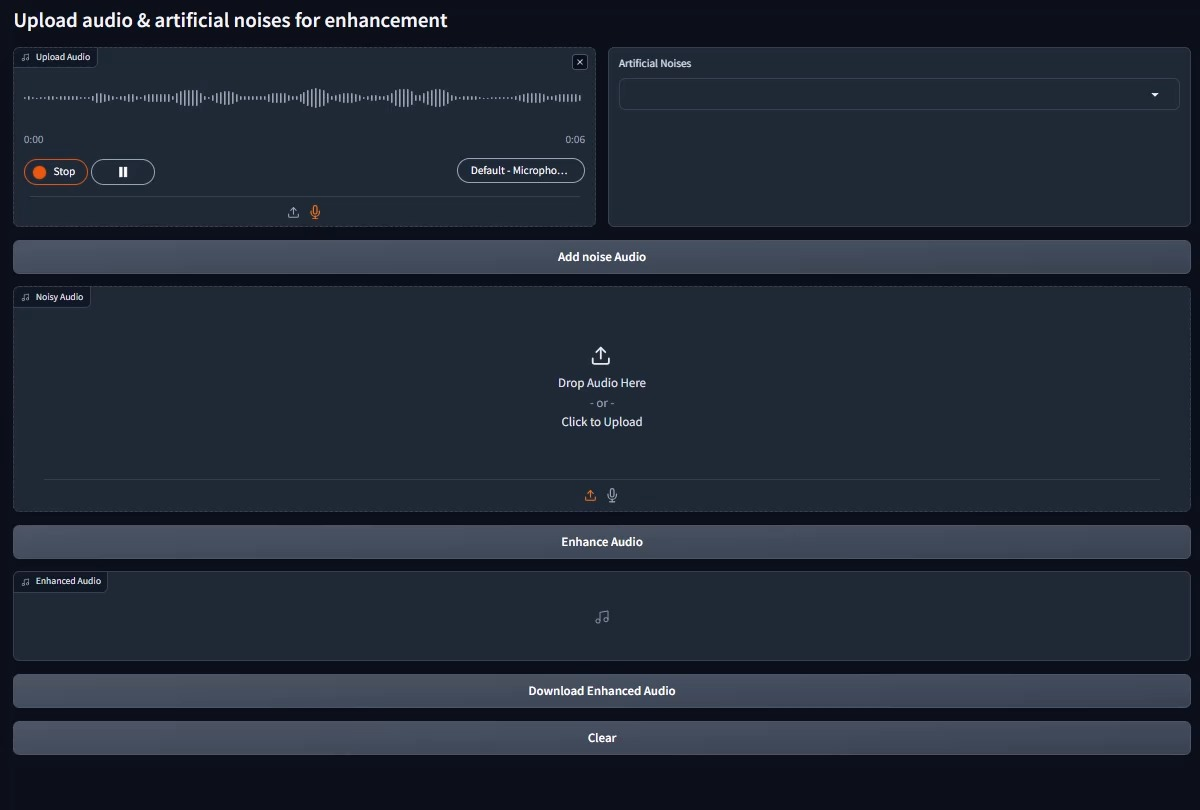 Upload audio & artificial noises for enhancement
Upload Audio
0:00
0:06
Stop
Default - Micropho...
Artificial Noises
Add noise Audio
Noisy Audio
Drop Audio Here
- or -
Click to Upload
Enhance Audio
Enhanced Audio
Download Enhanced Audio
Clear